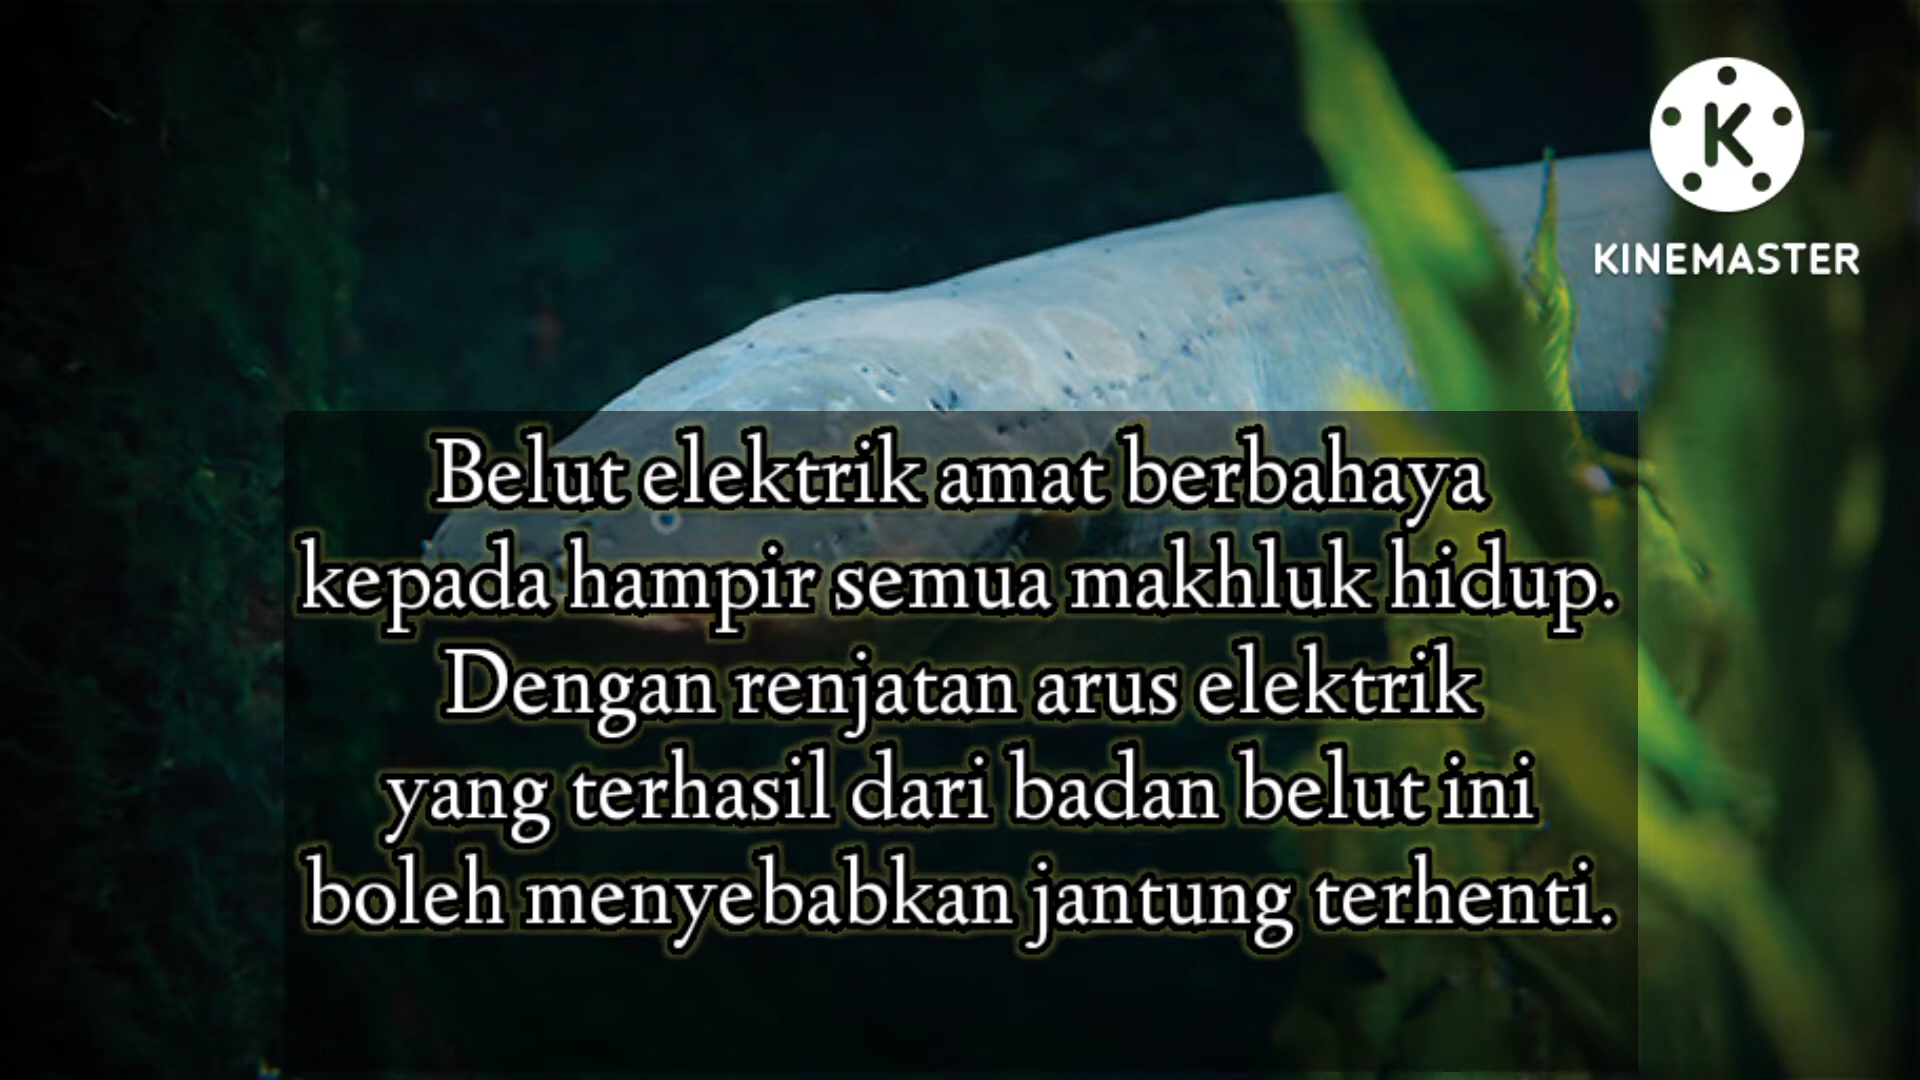 K
KINEMASTER
Belut elektrik amat berbahaya
kepada hampir semua makhluk hidup.
Dengan renjatan arus elektrik
yang terhasil dari badan belut ini
boleh menyebabkan jantung terhenti.